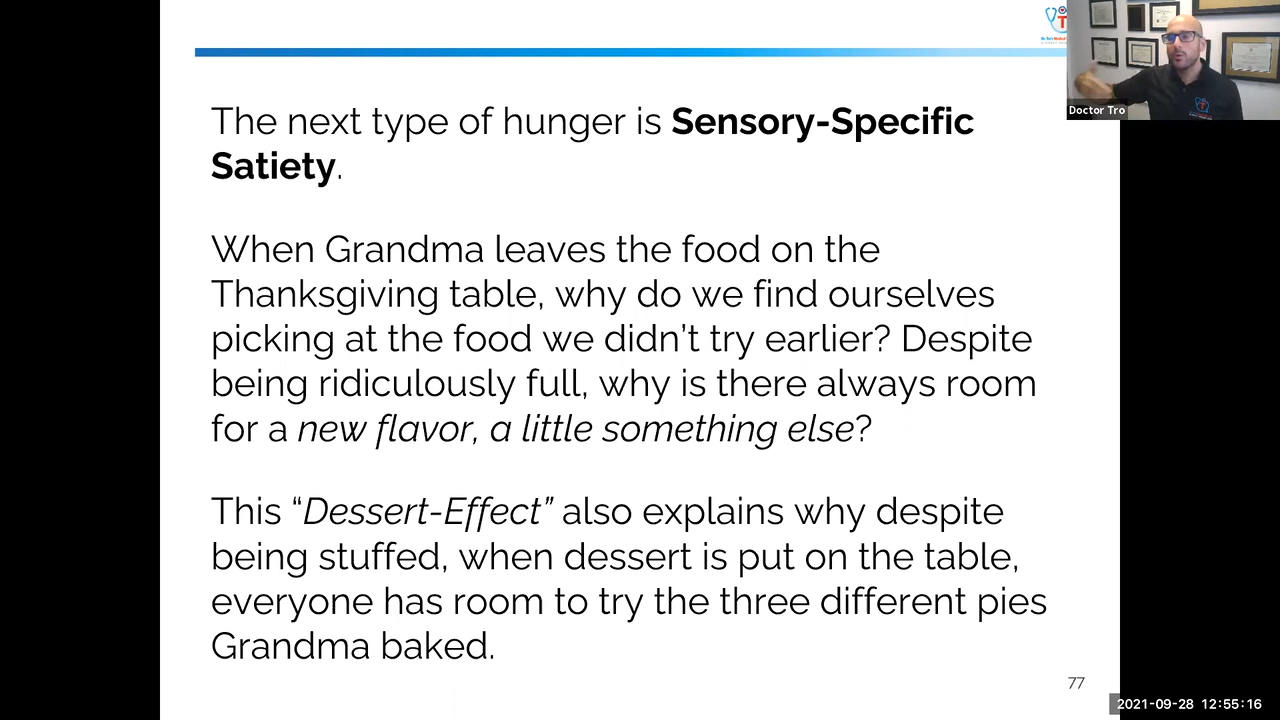 The next type of hunger is Sensory-Specific
Satiety.
When Grandma leaves the food on the
Thanksgiving table, why do we find ourselves
picking at the food we didn’t try earlier? Despite
being ridiculously full, why is there always room
for a new flavor, a little something else?
This “Dessert-Effect” also explains why despite
being stuffed, when dessert is put on the table,
everyone has room to try the three different pies
Grandma baked.
77
Doctor Tro
2021-09-28 12:55:16